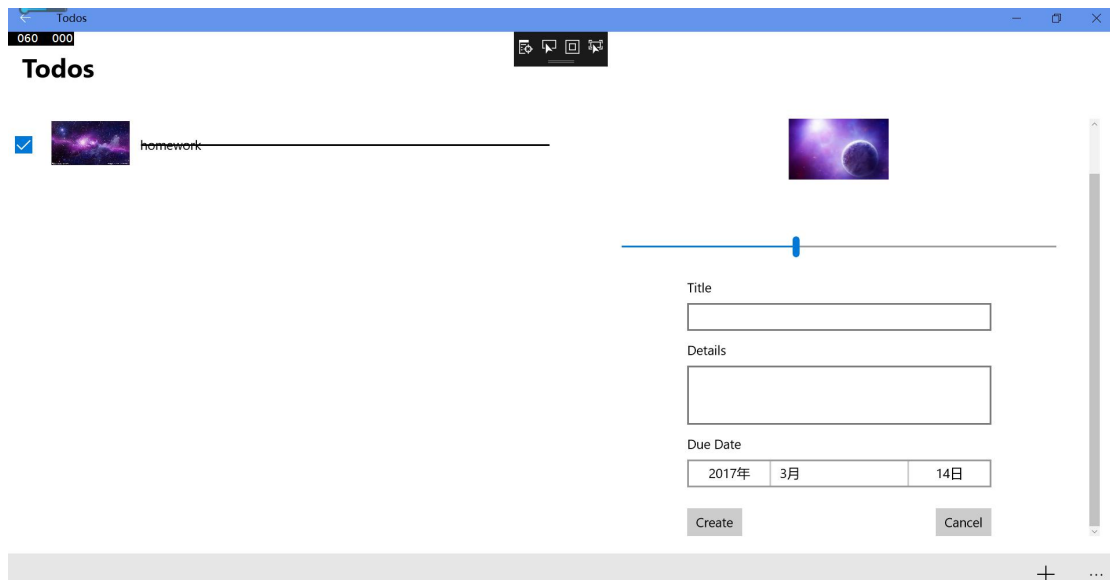 Todos
060 000
Todos
homework
Title
Details
Due Date
2017年 3月 14日
Create Cancel